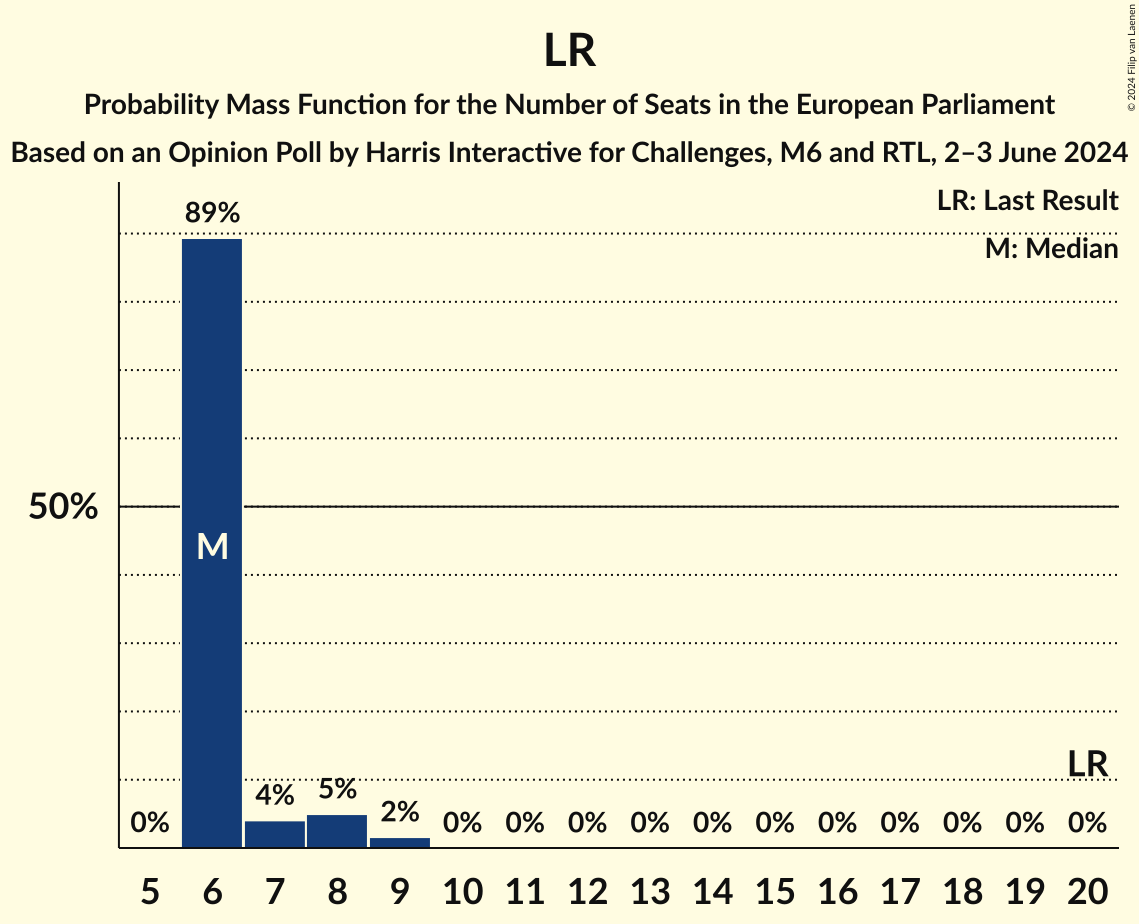 LR
Probability Mass Function for the Number of Seats in the European Parliament
Based on an Opinion Poll by Harris Interactive for Challenges, M6 and RTL, 2–3 June 2024
© 2024 Filip van Laenen
LR: Last Result
M: Median
89%
50%
M
LR
0% 4% 5% 2% 0% 0% 0% 0% 0% 0% 0% 0% 0% 0% 0%
5 6 7 8 9 10 11 12 13 14 15 16 17 18 19 20